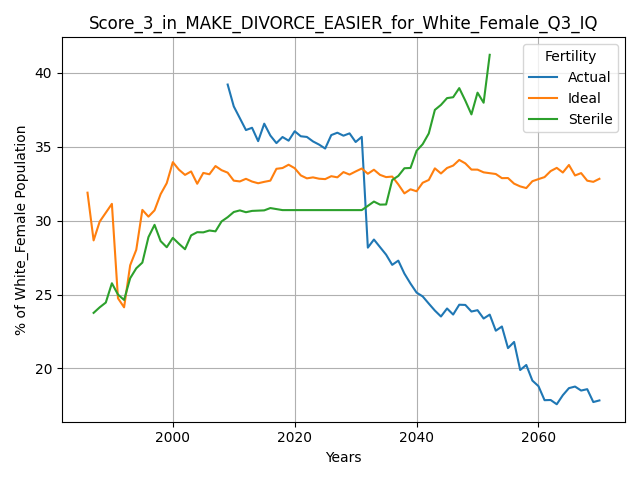 Score_3_in_MAKE_DIVORCE_EASIER_for_White_Female_Q3_IQ
Fertility
Actual
Ideal
Sterile
% of White_Female Population
40
35
30
25
20
2000
2020
2040
2060
Years